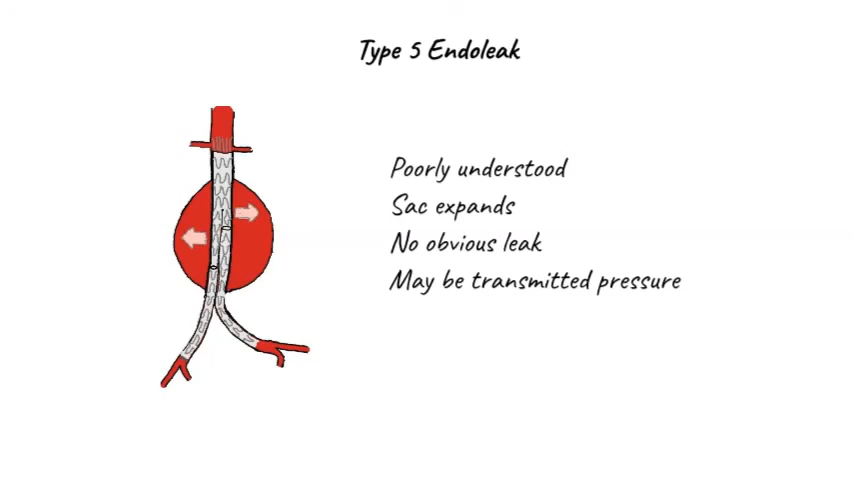 Type 5 Endoleak
Poorly understood
Sac expands
No obvious leak
May be transmitted pressure